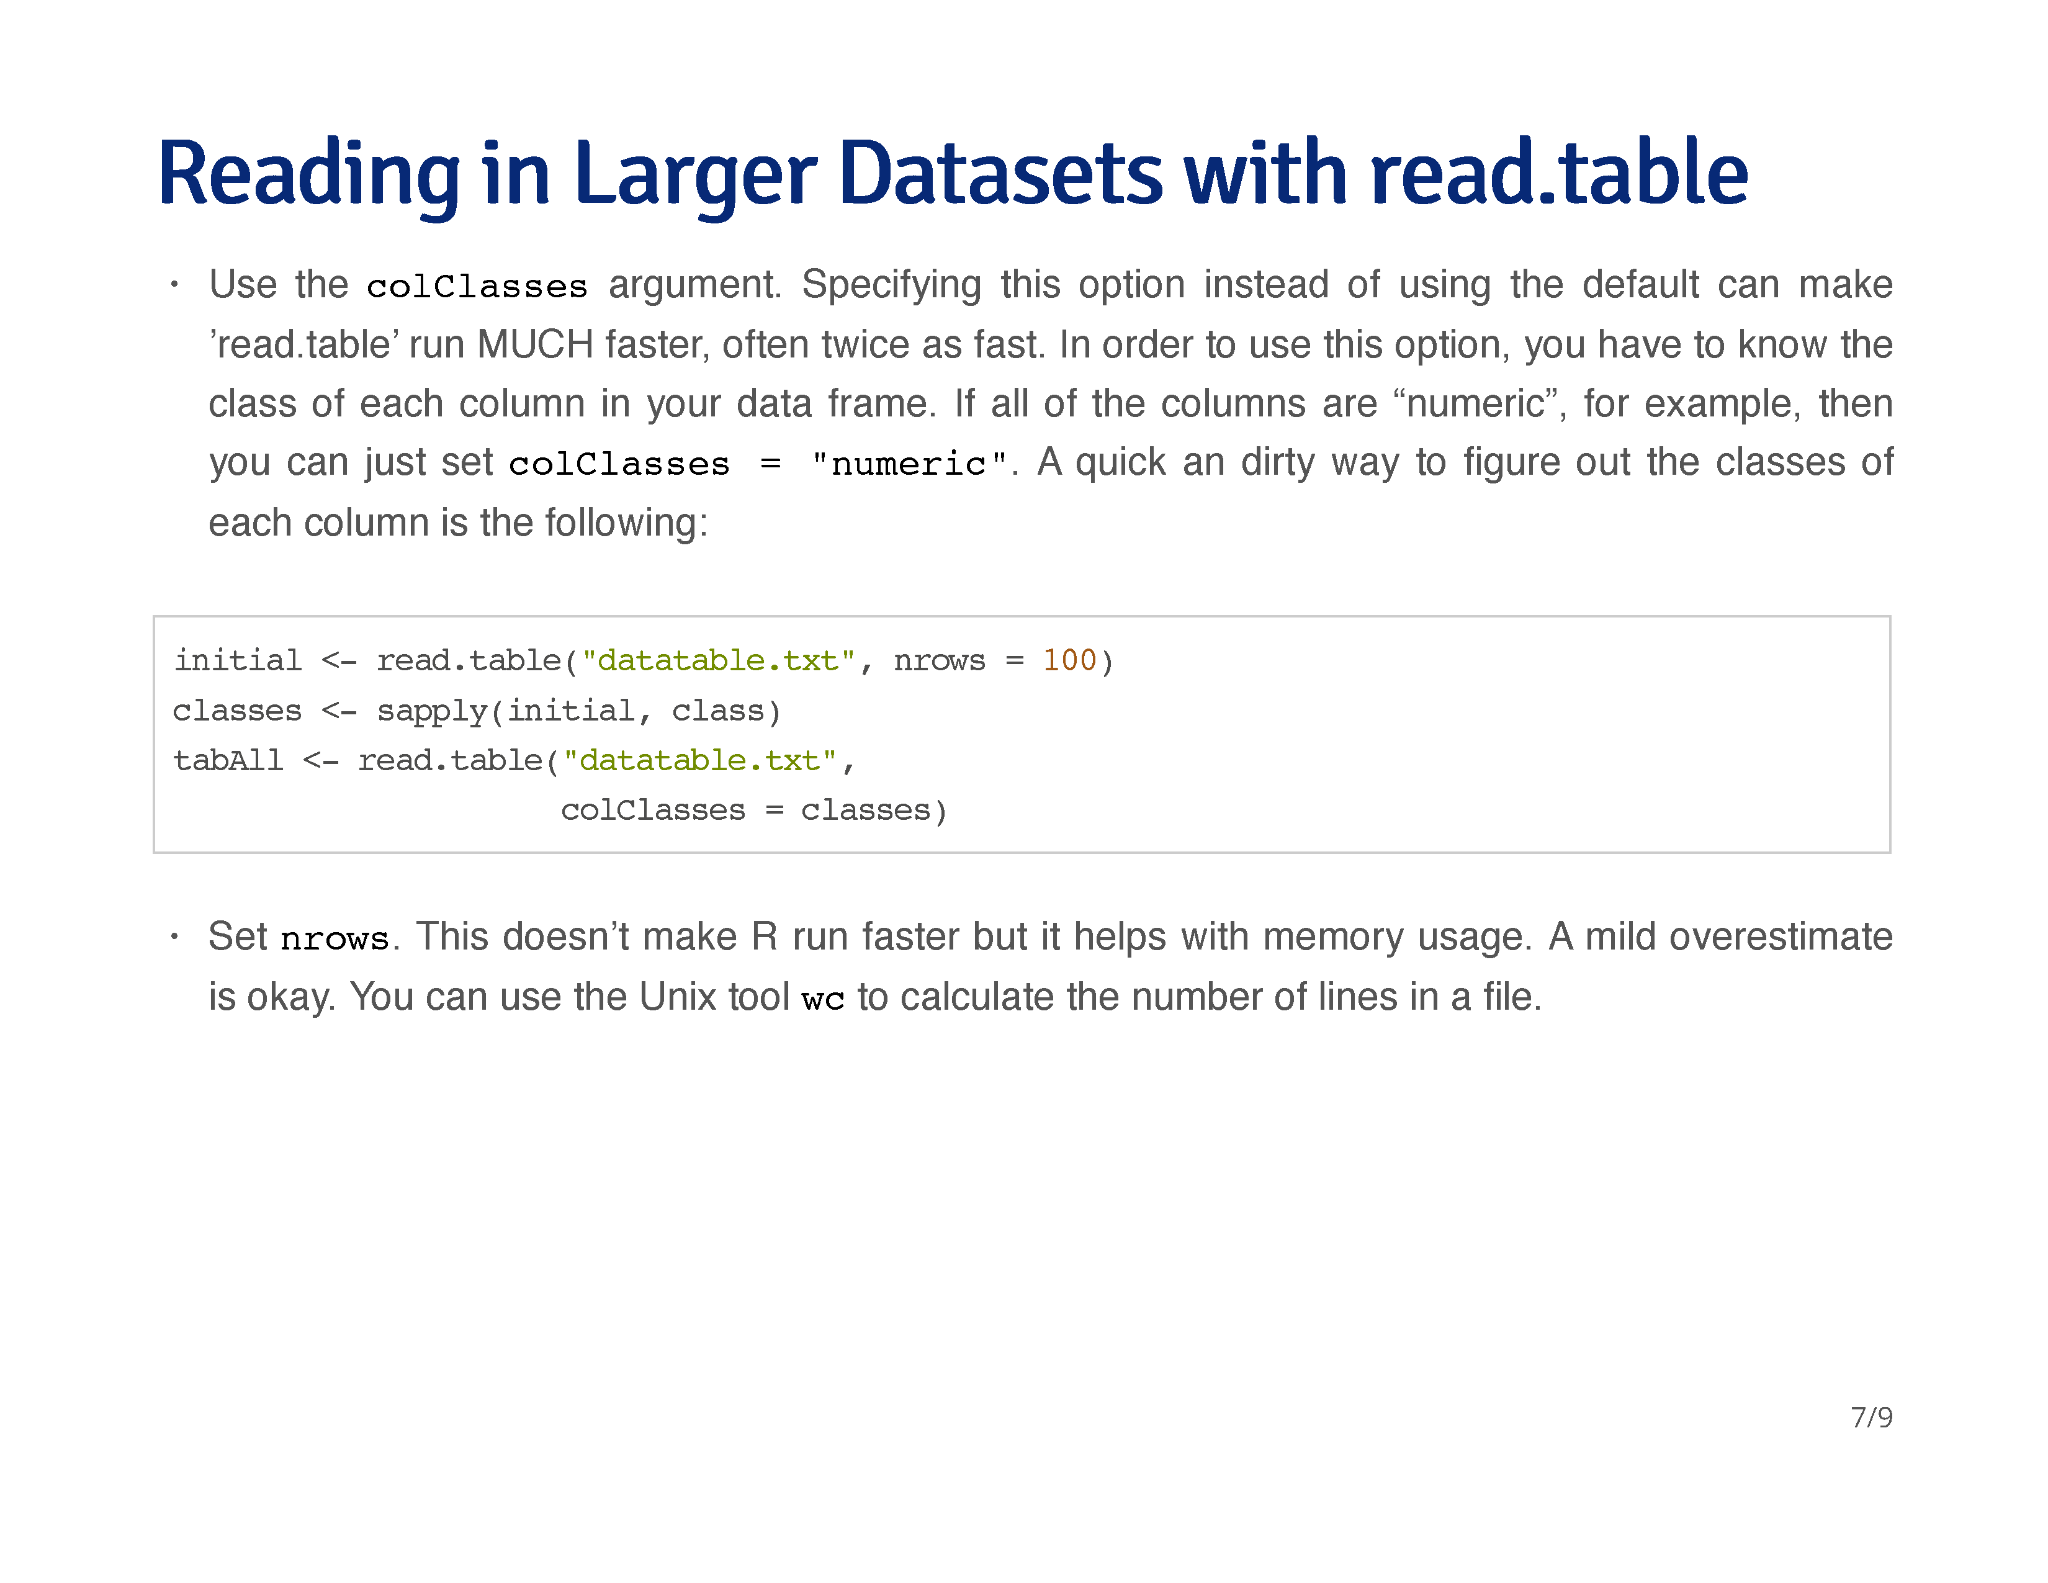 Reading in Larger Datasets with read.table
· Use the colClasses argument. Specifying this option instead of using the default can make
’read.table’ run MUCH faster, often twice as fast. In order to use this option, you have to know the
class of each column in your data frame. If all of the columns are “numeric”, for example, then
you can just set colClasses = "numeric". A quick an dirty way to figure out the classes of
each column is the following:
initial <- read.table("datatable.txt", nrows = 100)
classes <- sapply(initial, class)
tabAll <- read.table("datatable.txt",
                     colClasses = classes)
· Set nrows. This doesn’t make R run faster but it helps with memory usage. A mild overestimate
is okay. You can use the Unix tool wc to calculate the number of lines in a file.
7/9